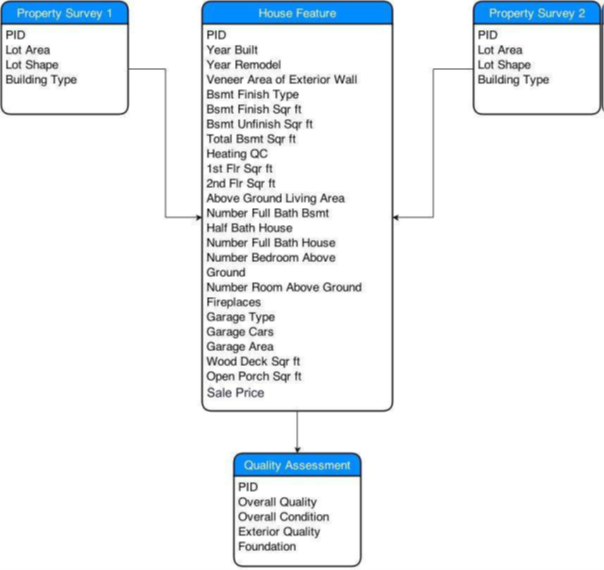 Property Survey 1
PID
Lot Area
Lot Shape
Building Type
House Feature
PID
Year Built
Year Remodel
Veneer Area of Exterior Wall
Bsmt Finish Type
Bsmt Finish Sqr ft
Bsmt Unfinish Sqr ft
Total Bsmt Sqr ft
Heating QC
1st Flr Sqr ft
2nd Flr Sqr ft
Above Ground Living Area
Number Full Bath Bsmt
Half Bath House
Number Full Bath House
Number Bedroom Above
Ground
Number Room Above Ground
Fireplaces
Garage Type
Garage Cars
Garage Area
Wood Deck Sqr ft
Open Porch Sqr ft
Sale Price
Property Survey 2
PID
Lot Area
Lot Shape
Building Type
Quality Assessment
PID
Overall Quality
Overall Condition
Exterior Quality
Foundation